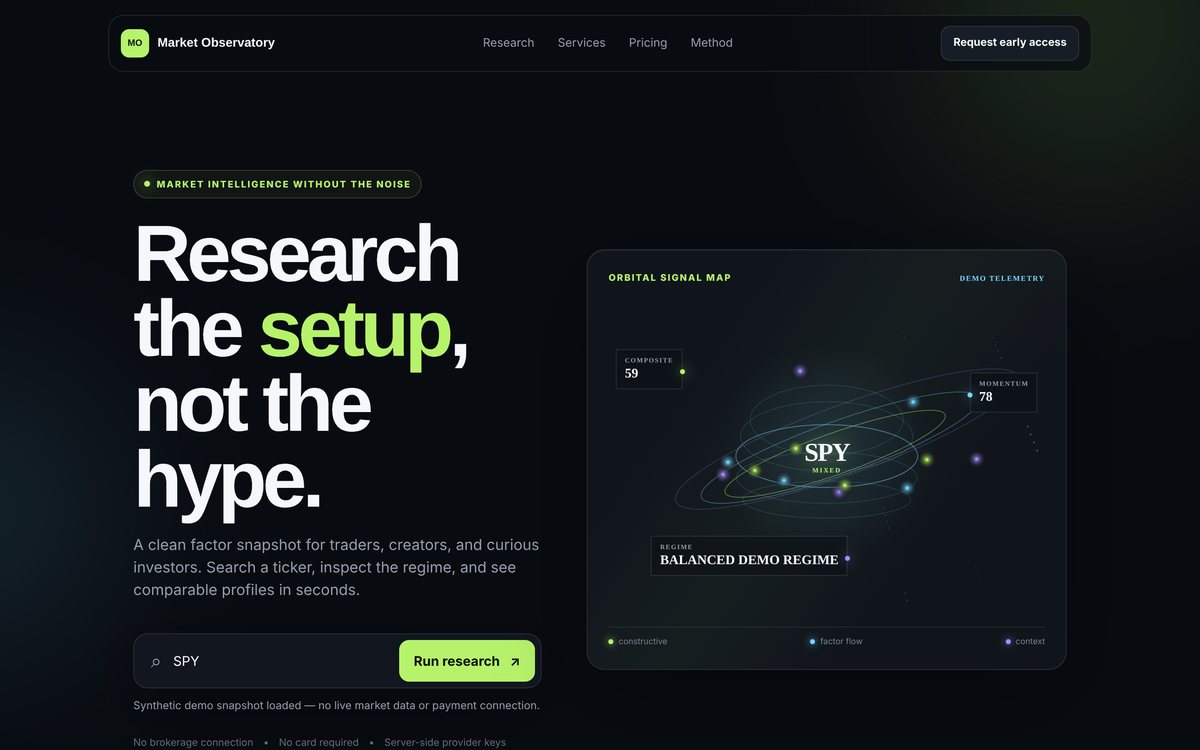 MO Market Observatory
Research Services Pricing Method
Request early access
MARKET INTELLIGENCE WITHOUT THE NOISE
Research
the setup,
not the
hype.
A clean factor snapshot for traders, creators, and curious
investors. Search a ticker, inspect the regime, and see
comparable profiles in seconds.
SPY
Run research ↗
Synthetic demo snapshot loaded — no live market data or payment connection.
No brokerage connection • No card required • Server-side provider keys
ORBITAL SIGNAL MAP
DEMO TELEMETRY
COMPOSITE
59
MOMENTUM
78
SPY
MIXED
REGIME
BALANCED DEMO REGIME
constructive
factor flow
context